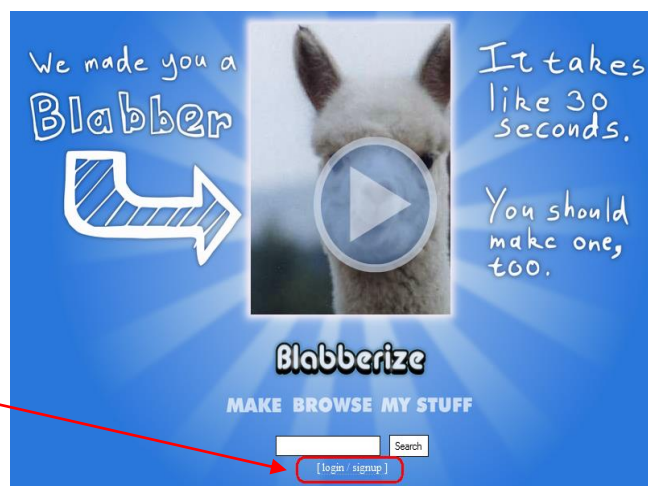 We made you a
Blabber
It takes
like 30
seconds.
You should
make one,
too.
Blabberize
MAKE BROWSE MY STUFF
Search
[ login / signup ]